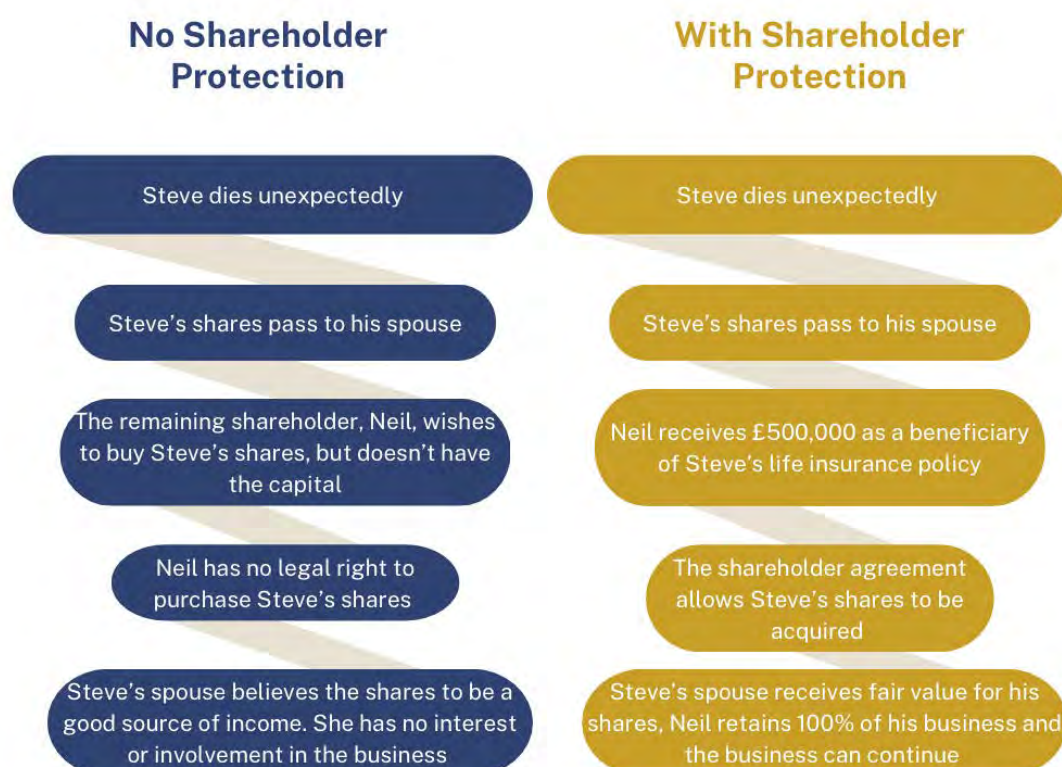 No Shareholder
Protection
Steve dies unexpectedly
Steve’s shares pass to his spouse
The remaining shareholder, Neil, wishes
to buy Steve’s shares, but doesn’t have
the capital
Neil has no legal right to
purchase Steve’s shares
Steve’s spouse believes the shares to be a
good source of income. She has no interest
or involvement in the business
With Shareholder
Protection
Steve dies unexpectedly
Steve’s shares pass to his spouse
Neil receives £500,000 as a beneficiary
of Steve’s life insurance policy
The shareholder agreement
allows Steve’s shares to be
acquired
Steve’s spouse receives fair value for his
shares, Neil retains 100% of his business and
the business can continue